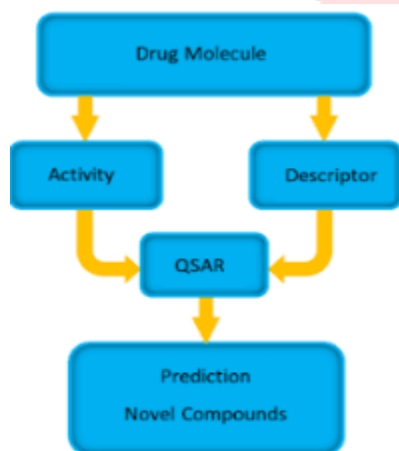 Drug Molecule
Activity
Descriptor
QSAR
Prediction
Novel Compounds